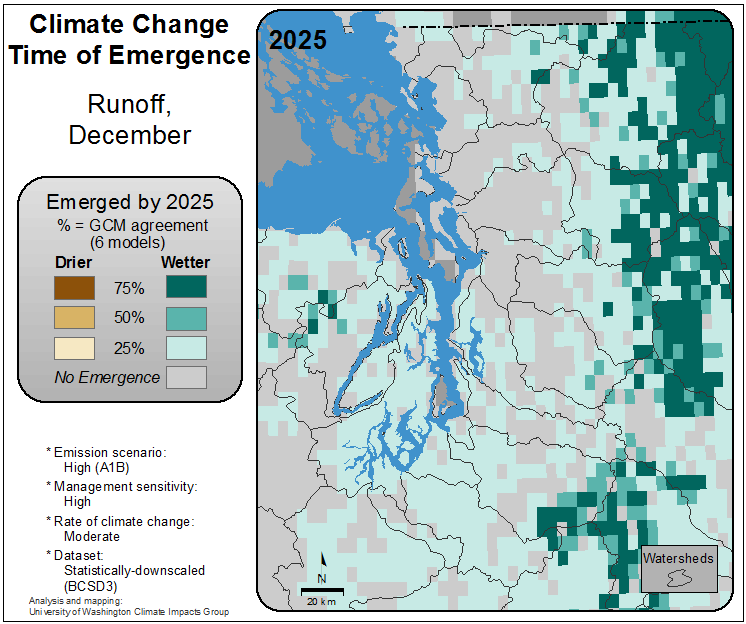 Climate Change
Time of Emergence
Runoff,
December
Emerged by 2025
% = GCM agreement
(6 models)
Drier Wetter
75%
50%
25%
No Emergence
* Emission scenario:
High (A1B)
* Management sensitivity:
High
* Rate of climate change:
Moderate
* Dataset:
Statistically-downscaled
(BCSD3)
Analysis and mapping:
University of Washington Climate Impacts Group
2025
N
20 km
Watersheds